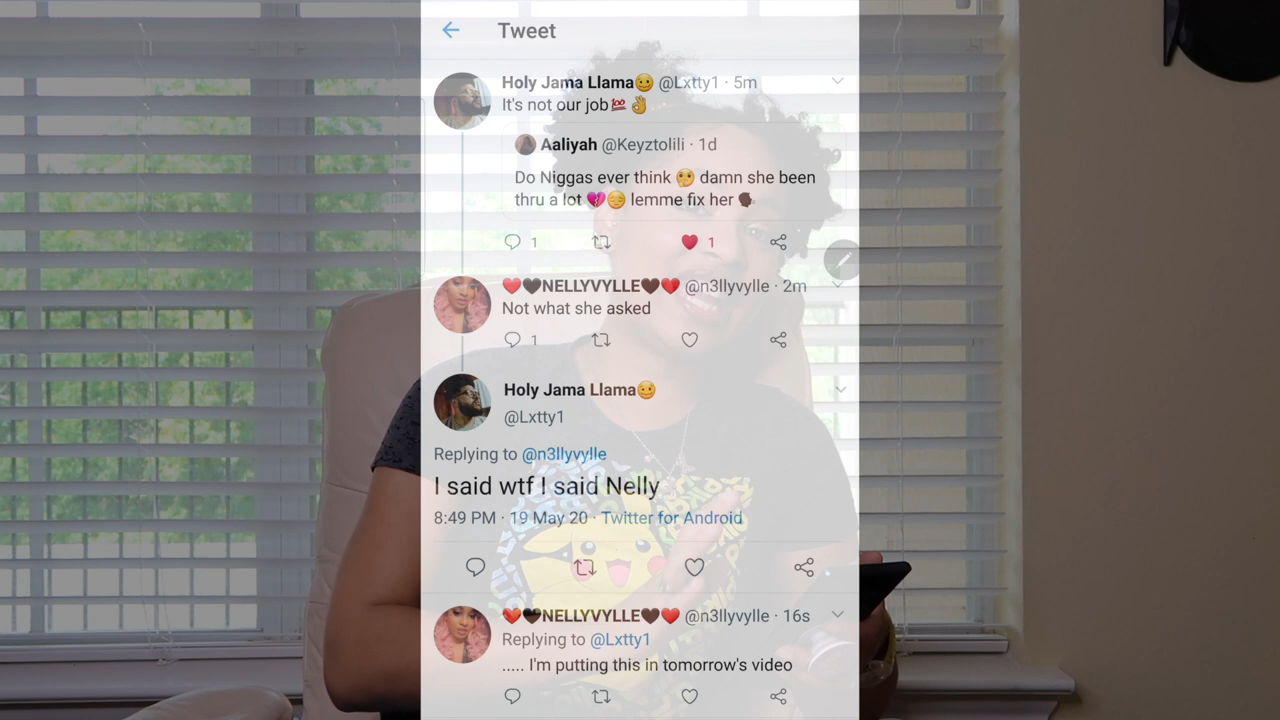 Tweet
Holy Jama Llama🥴 @Lxtty1 · 5m
It's not our job💯 👌
Aaliyah @Keyztolili · 1d
Do Niggas ever think 🤔 damn she been
thru a lot 💔😔 lemme fix her 🗣
1 1
❤️🖤NELLYVYLLE🖤❤️ @n3llyvylle · 2m
Not what she asked
1
Holy Jama Llama🥴
@Lxtty1
Replying to @n3llyvylle
I said wtf I said Nelly
8:49 PM · 19 May 20 · Twitter for Android
❤️🖤NELLYVYLLE🖤❤️ @n3llyvylle · 16s
Replying to @Lxtty1
..... I'm putting this in tomorrow's video